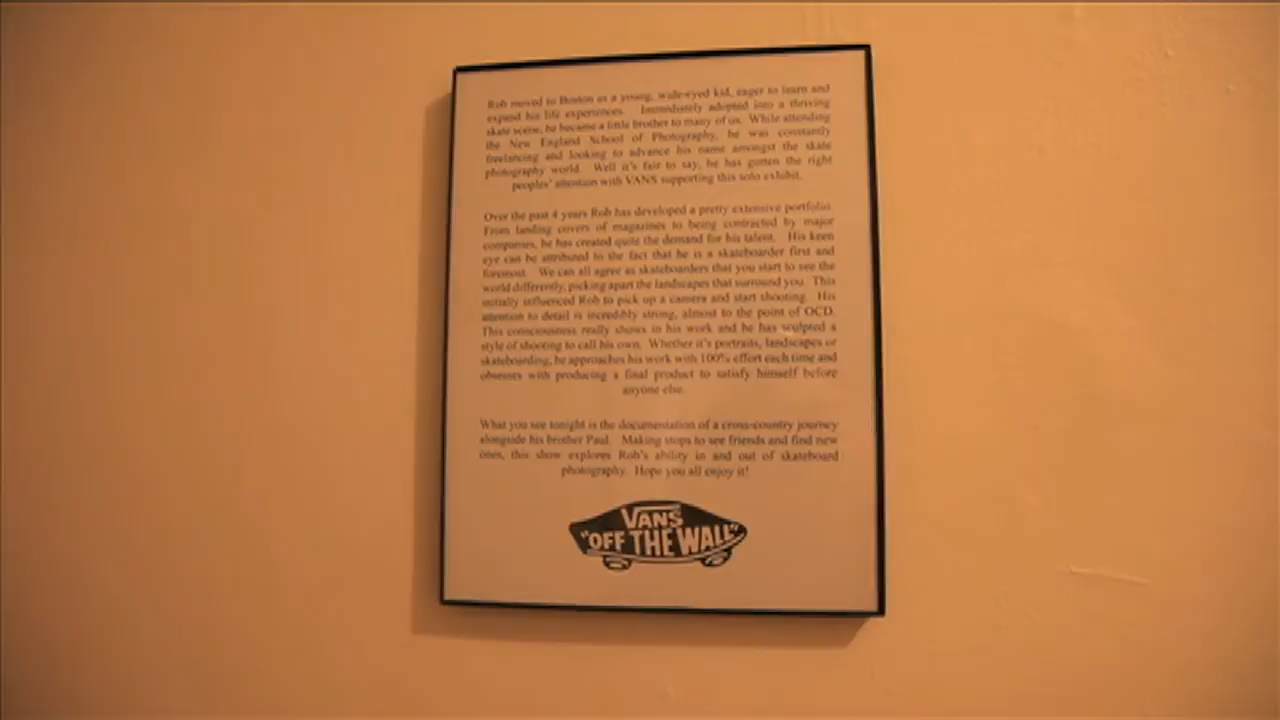 Rob moved to Boston as a young, wide-eyed kid, eager to learn and
expand his life experiences. Immediately adopted into a thriving
skate scene, he became a little brother to many of us. While attending
the New England School of Photography, he was constantly
freelancing and looking to advance his name amongst the skate
photography world. Well it's fair to say, he has gotten the right
peoples' attention with VANS supporting this solo exhibit.
Over the past 4 years Rob has developed a pretty extensive portfolio.
From landing covers of magazines to being contracted by major
companies, he has created quite the demand for his talent. His keen
eye can be attributed to the fact that he is a skateboarder first and
foremost. We can all agree as skateboarders that you start to see the
world differently, picking apart the landscapes that surround you. This
initially influenced Rob to pick up a camera and start shooting. His
attention to detail is incredibly strong, almost to the point of OCD.
This consciousness really shows in his work and he has sculpted a
style of shooting to call his own. Whether it's portraits, landscapes or
skateboarding, he approaches his work with 100% effort each time and
obsesses with producing a final product to satisfy himself before
anyone else.
What you see tonight is the documentation of a cross-country journey
alongside his brother Paul. Making stops to see friends and find new
ones, this show explores Rob's ability in and out of skateboard
photography. Hope you all enjoy it!
VANS
"OFF THE WALL"